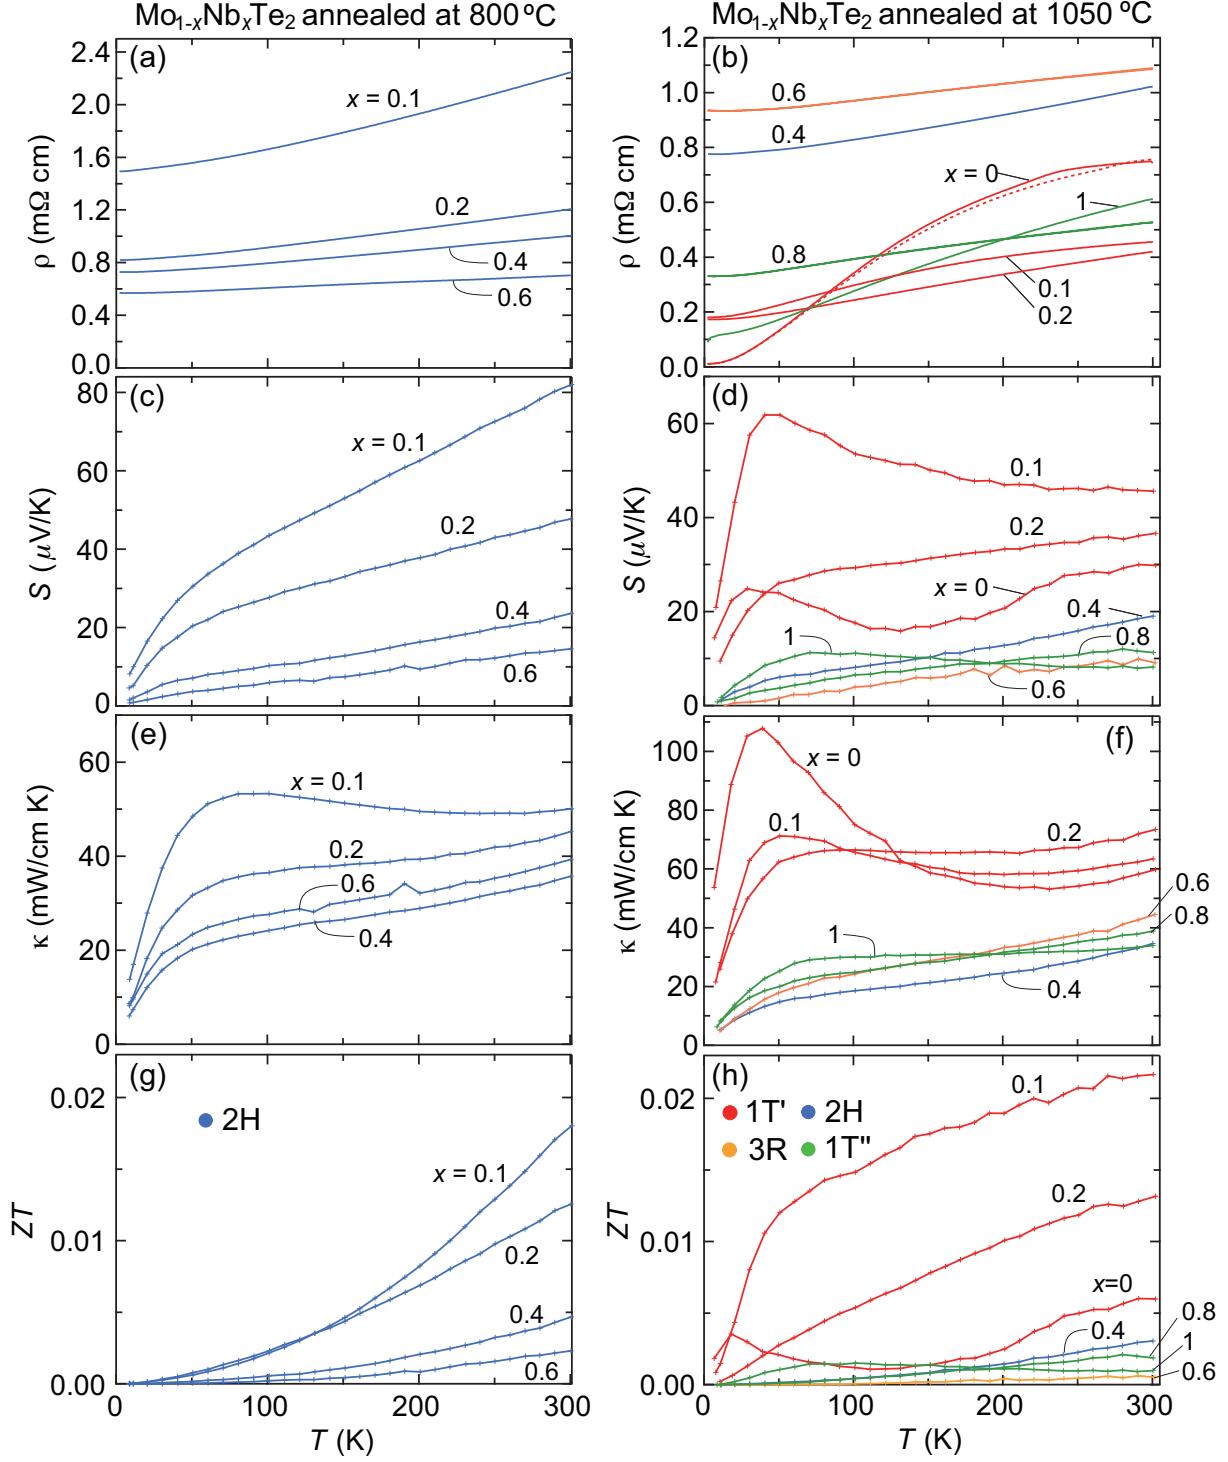 Mo1-xNbxTe2 annealed at 800 ºC
Mo1-xNbxTe2 annealed at 1050 ºC
(a)
ρ (mΩ cm)
2.4
2.0
1.6
1.2
0.8
0.4
0.0
x = 0.1
0.2
0.4
0.6
(b)
ρ (mΩ cm)
1.2
1.0
0.8
0.6
0.4
0.2
0.0
0.6
0.4
x = 0
1
0.8
0.1
0.2
(c)
S (μV/K)
80
60
40
20
0
x = 0.1
0.2
0.4
0.6
(d)
S (μV/K)
60
40
20
0
0.1
0.2
x = 0
0.4
1
0.8
0.6
(e)
κ (mW/cm K)
60
40
20
0
x = 0.1
0.2
0.6
0.4
(f)
κ (mW/cm K)
100
80
60
40
20
0
x = 0
0.1
0.2
0.6
0.8
1
0.4
(g)
ZT
0.02
0.01
0.00
2H
x = 0.1
0.2
0.4
0.6
0
100
200
300
T (K)
(h)
ZT
0.02
0.01
0.00
1T' 2H
3R 1T"
0.1
0.2
x=0
0.4
0.8
1
0.6
0
100
200
300
T (K)